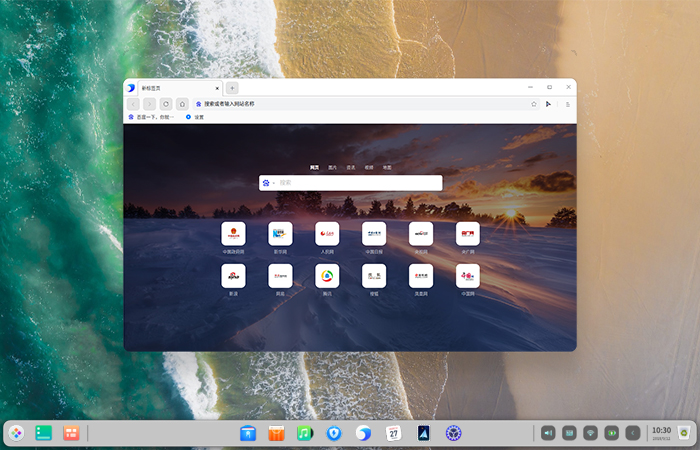 新标签页
搜索或者输入网站名称
百度一下，你就…
设置
网页 图片 音乐 视频 地图
搜索
中国政府网
新华网
人民网
中国日报
央视网
央广网
新浪
网易
腾讯
搜狐
凤凰网
中国网
27
10:30